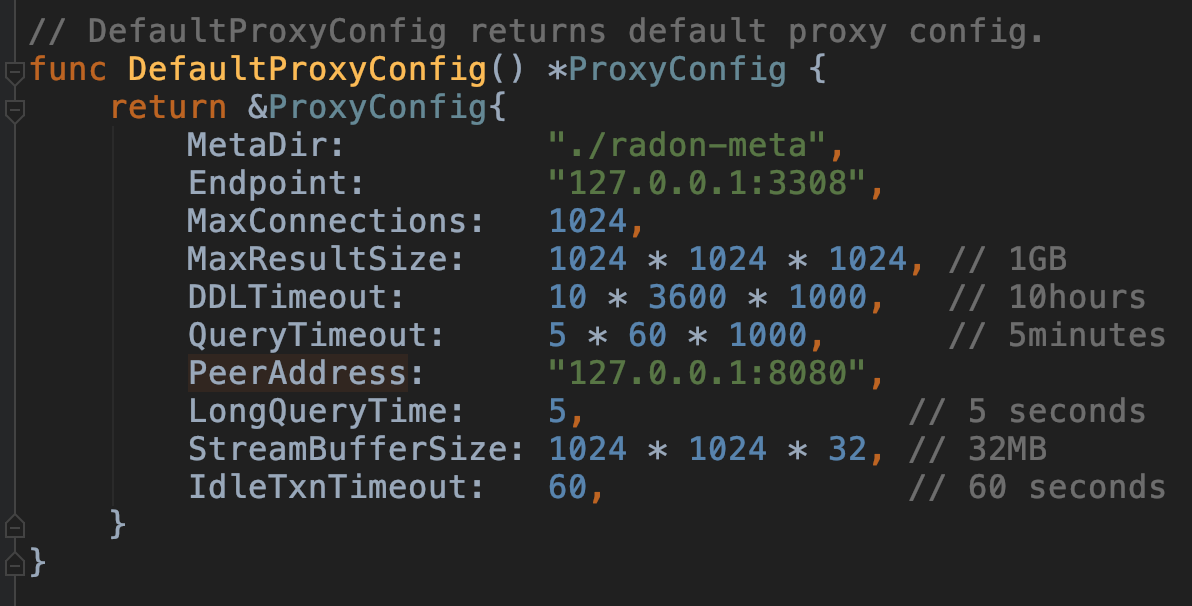 // DefaultProxyConfig returns default proxy config.
func DefaultProxyConfig() *ProxyConfig {
    return &ProxyConfig{
        MetaDir:          "./radon-meta",
        Endpoint:         "127.0.0.1:3308",
        MaxConnections:   1024,
        MaxResultSize:    1024 * 1024 * 1024, // 1GB
        DDLTimeout:       10 * 3600 * 1000,   // 10hours
        QueryTimeout:     5 * 60 * 1000,      // 5minutes
        PeerAddress:      "127.0.0.1:8080",
        LongQueryTime:    5,                // 5 seconds
        StreamBufferSize: 1024 * 1024 * 32, // 32MB
        IdleTxnTimeout:   60,               // 60 seconds
    }
}